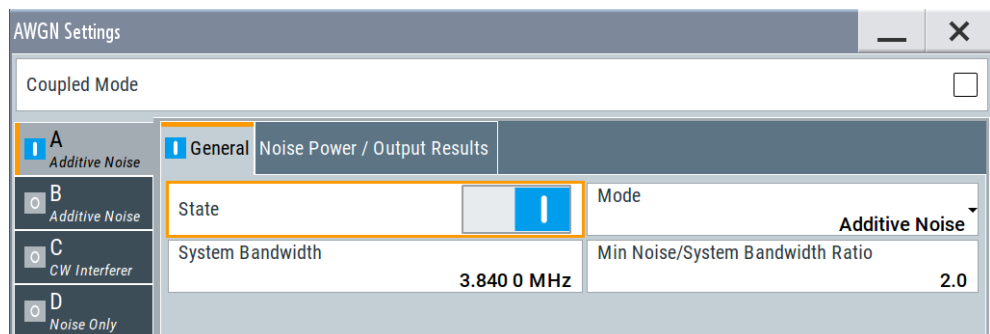 AWGN Settings
Coupled Mode
A
Additive Noise
B
Additive Noise
C
CW Interferer
D
Noise Only
General Noise Power / Output Results
State
Mode
Additive Noise
System Bandwidth
3.840 0 MHz
Min Noise/System Bandwidth Ratio
2.0